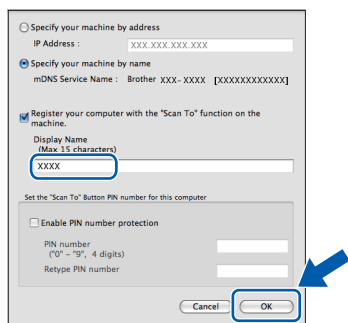 Specify your machine by address
IP Address :
XXX.XXX.XXX.XXX
Specify your machine by name
mDNS Service Name : Brother XXX-XXXX [XXXXXXXXXXXX]
Register your computer with the "Scan To" function on the
machine.
Display Name
(Max 15 characters)
XXXX
Set the "Scan To" Button PIN number for this computer
Enable PIN number protection
PIN number
("0" – "9", 4 digits)
Retype PIN number
Cancel OK